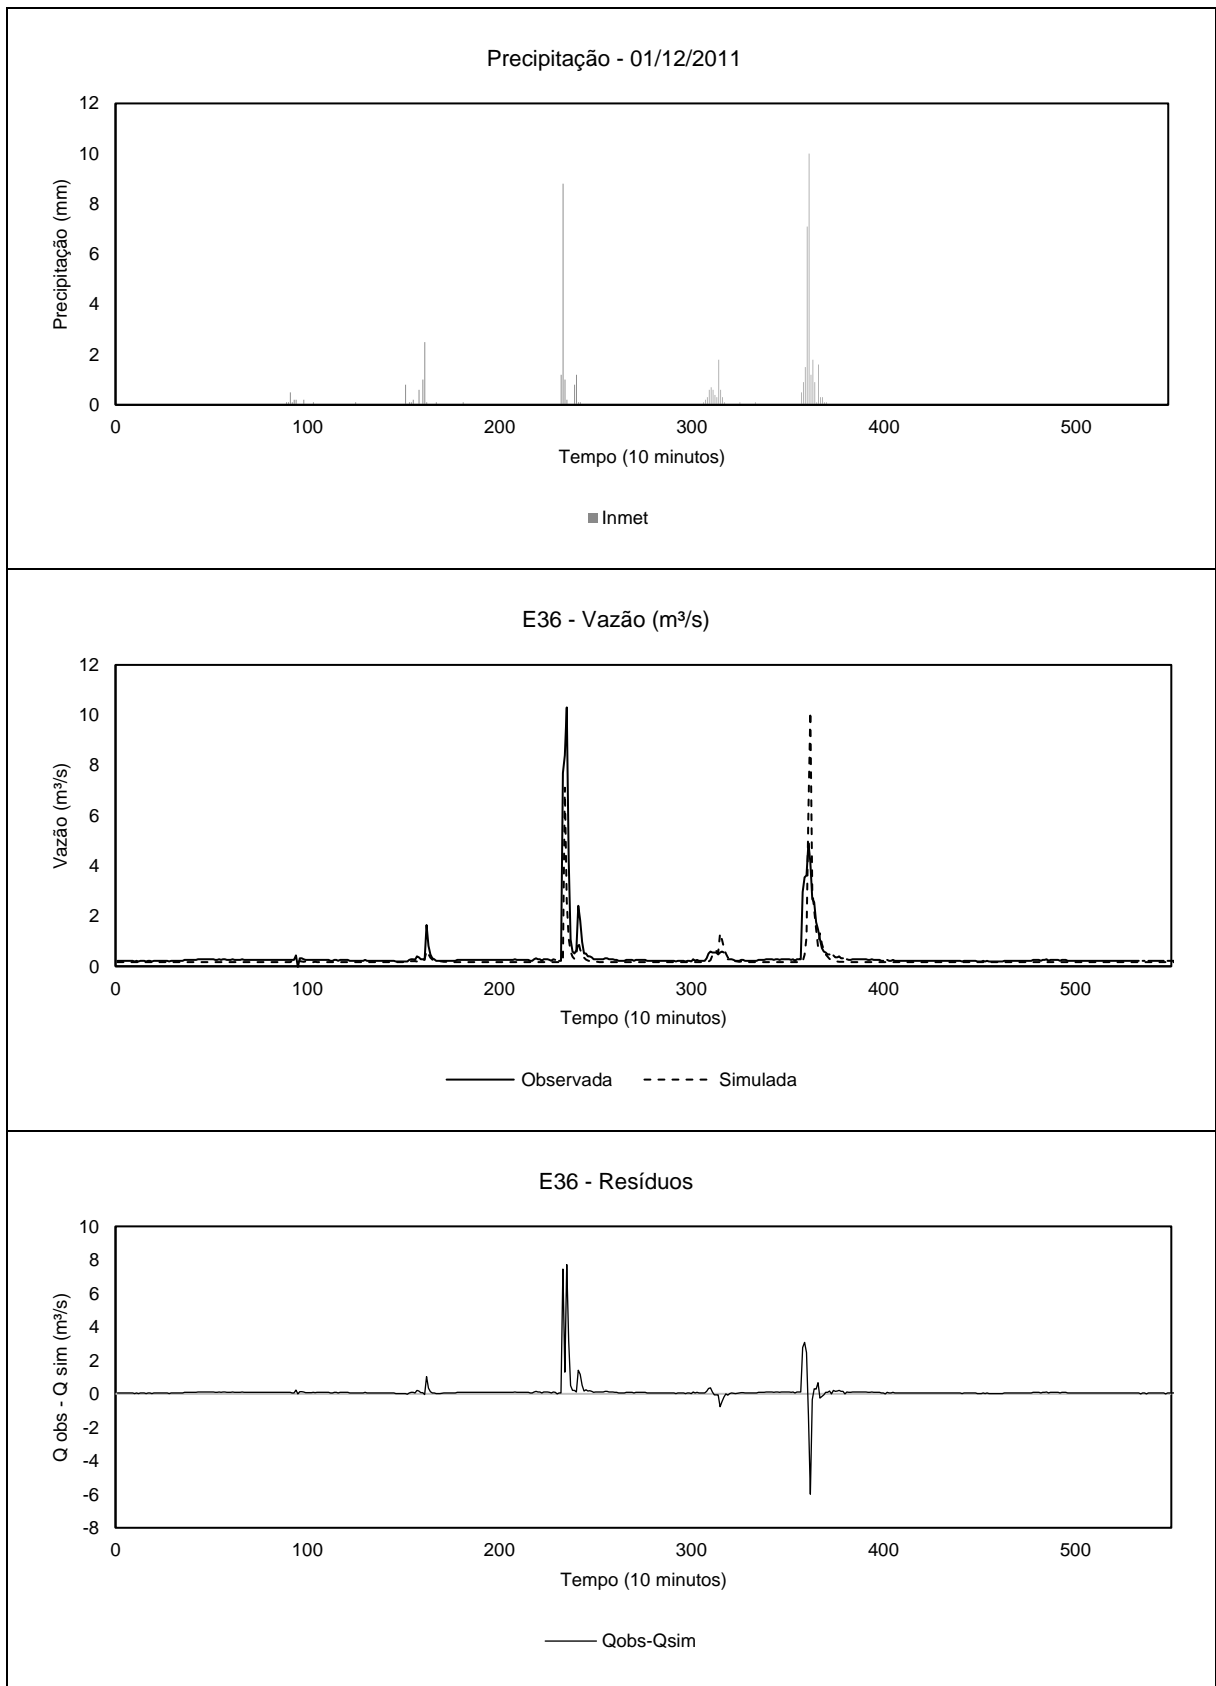 Precipitação - 01/12/2011
12
10
8
6
4
2
0
Precipitação (mm)
0 100 200 300 400 500
Tempo (10 minutos)
Inmet
E36 - Vazão (m³/s)
12
10
8
6
4
2
0
Vazão (m³/s)
0 100 200 300 400 500
Tempo (10 minutos)
Observada Simulada
E36 - Resíduos
10
8
6
4
2
0
-2
-4
-6
-8
Q obs - Q sim (m³/s)
0 100 200 300 400 500
Tempo (10 minutos)
Qobs-Qsim